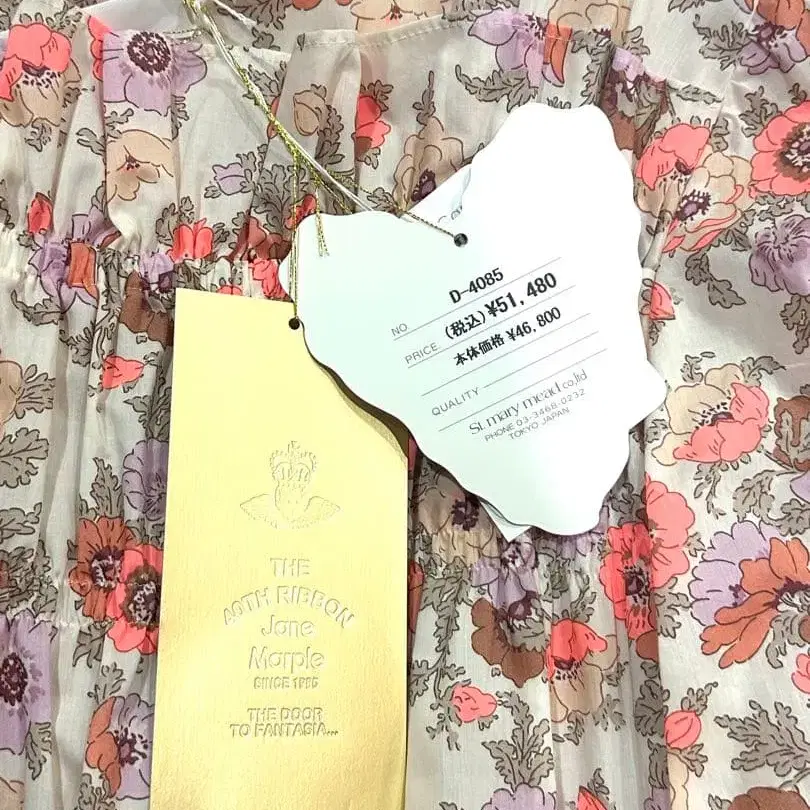 NO. D-4085
PRICE. (税込)¥51,480
本体価格 ¥46,800
QUALITY
St. mary mead co.,ltd
PHONE 03-3468-0232
TOKYO JAPAN
THE
40TH RIBBON
Jane
Marple
SINCE 1985
THE DOOR
TO FANTASIA...